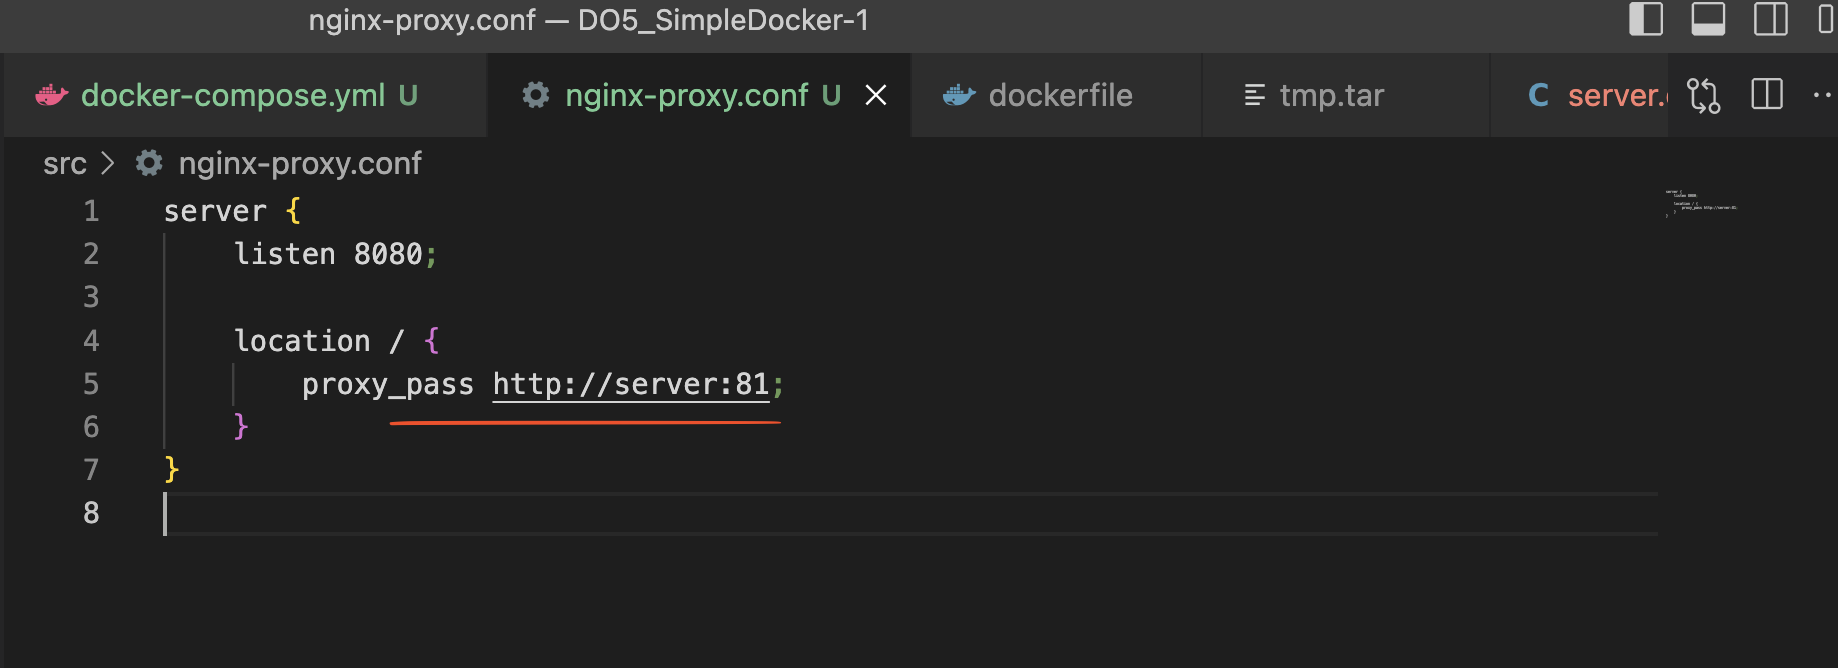 nginx-proxy.conf — DO5_SimpleDocker-1
docker-compose.yml U nginx-proxy.conf U dockerfile tmp.tar C server.
src > nginx-proxy.conf
1 server {
2     listen 8080;
3
4     location / {
5         proxy_pass http://server:81;
6     }
7 }
8